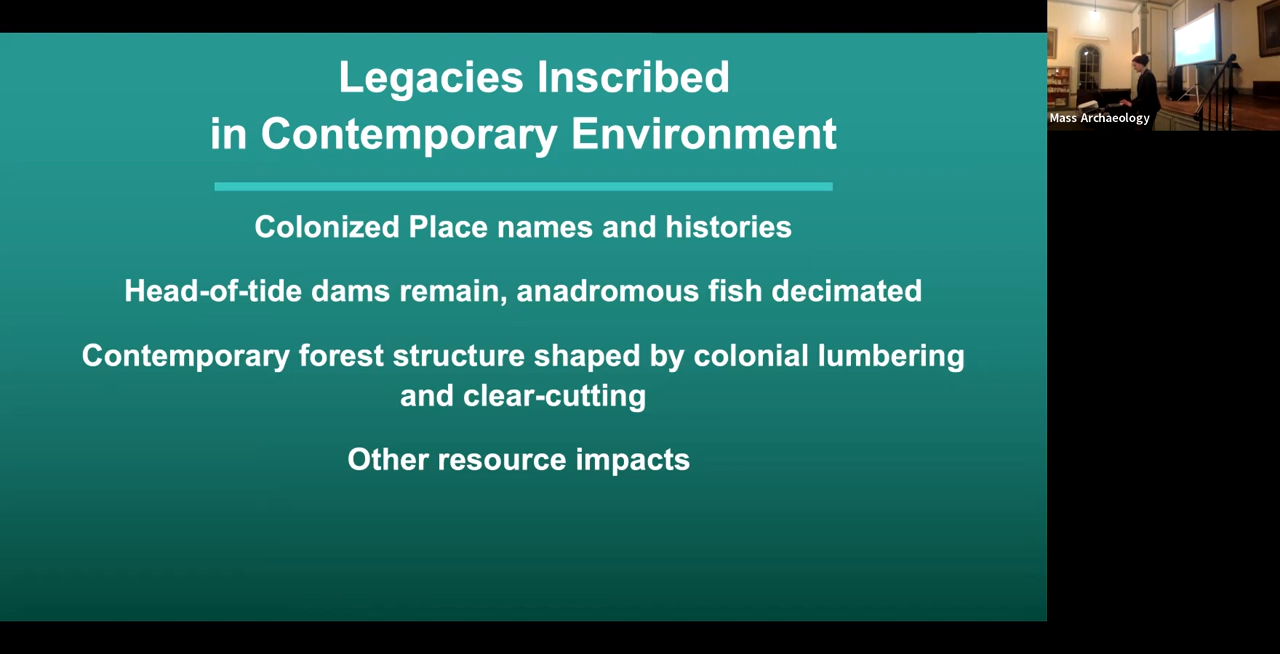 Legacies Inscribed
in Contemporary Environment
Colonized Place names and histories
Head-of-tide dams remain, anadromous fish decimated
Contemporary forest structure shaped by colonial lumbering
and clear-cutting
Other resource impacts
Mass Archaeology